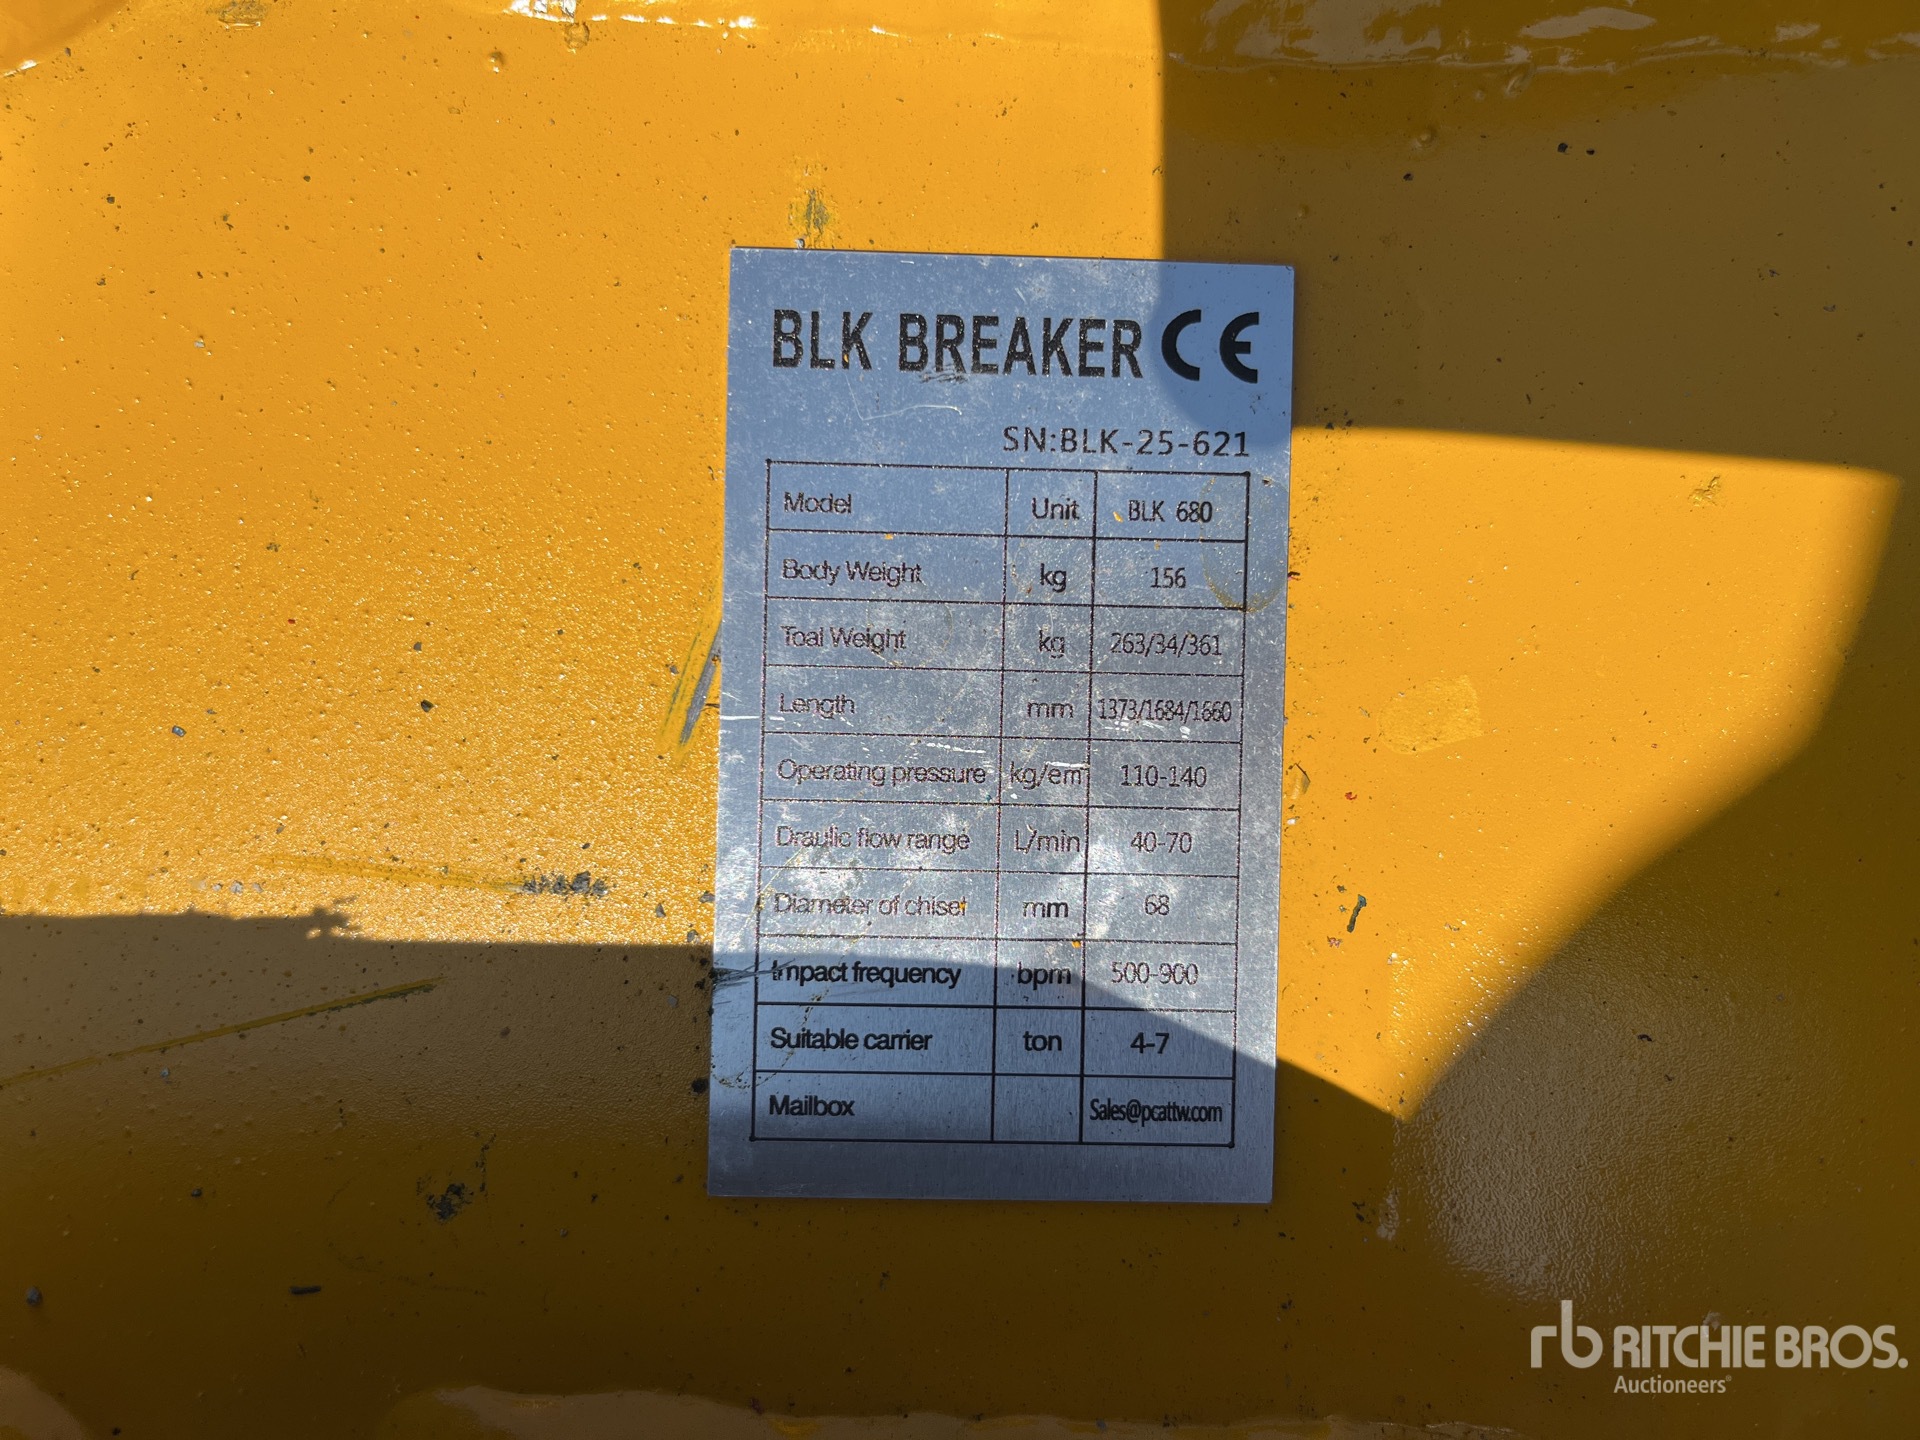 BLK BREAKER CE
SN:BLK-25-621
Model Unit BLK 680
Body Weight kg 156
Toal Weight kg 263/34/361
Length mm 1373/1684/1660
Operating pressure kg/em 110-140
Draulic flow range L/min 40-70
Diameter of chiser mm 68
Impact frequency bpm 500-900
Suitable carrier ton 4-7
Mailbox Sales@pcattw.com
rb RITCHIE BROS.
Auctioneers®